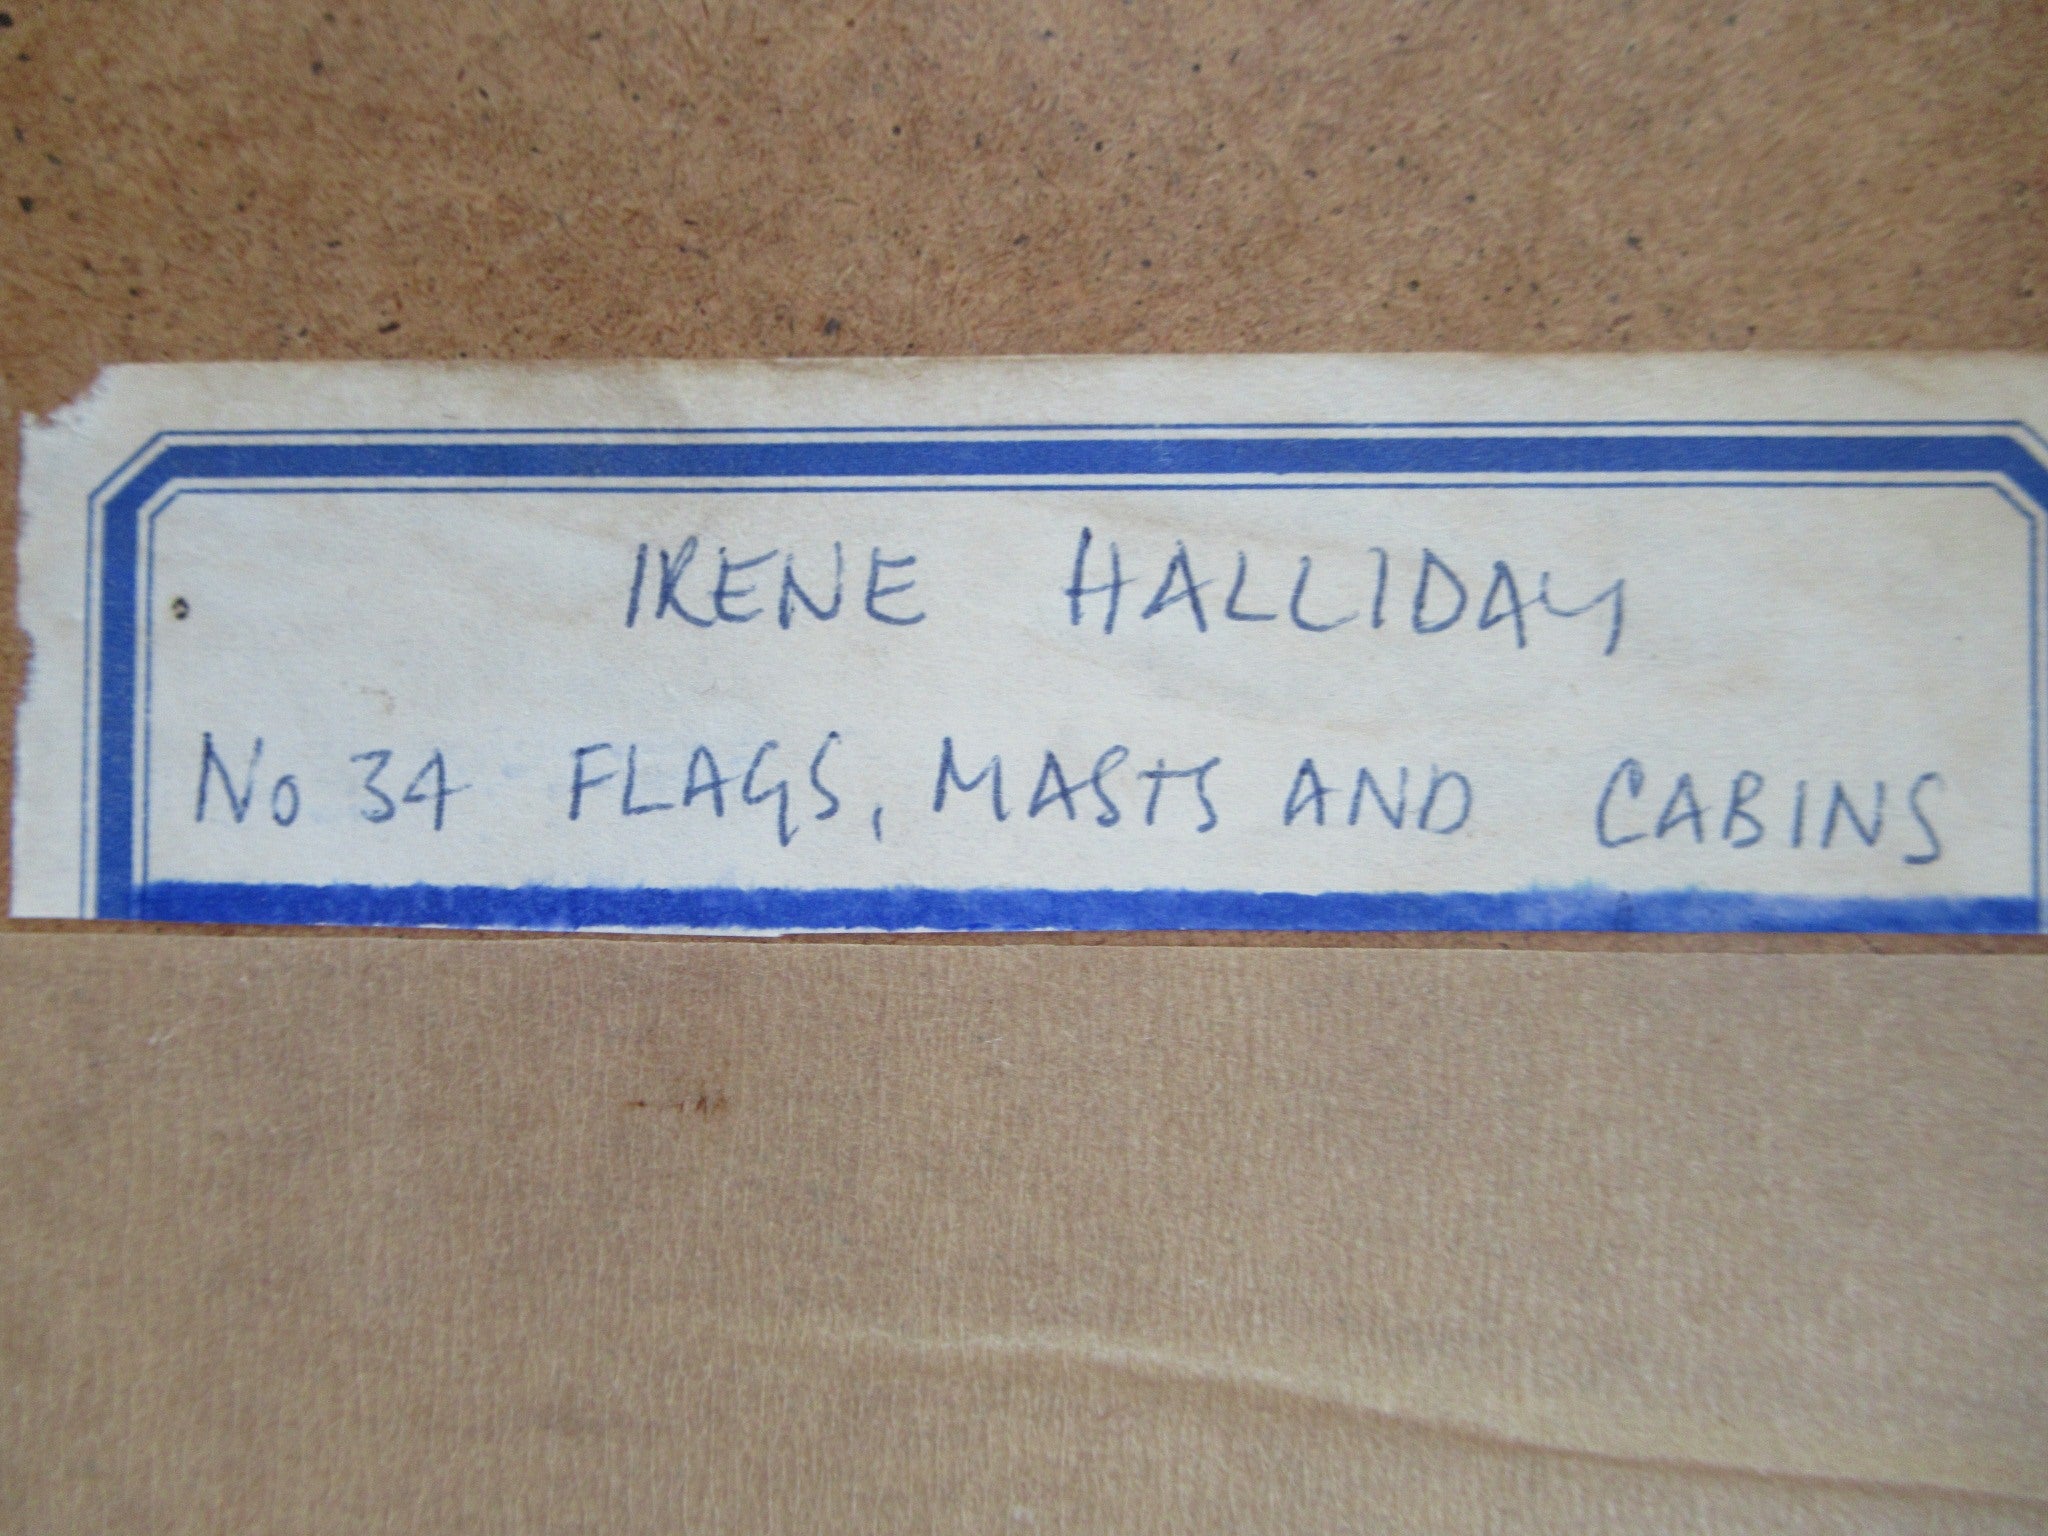 IRENE HALLIDAY
No 34 FLAGS, MASTS AND CABINS